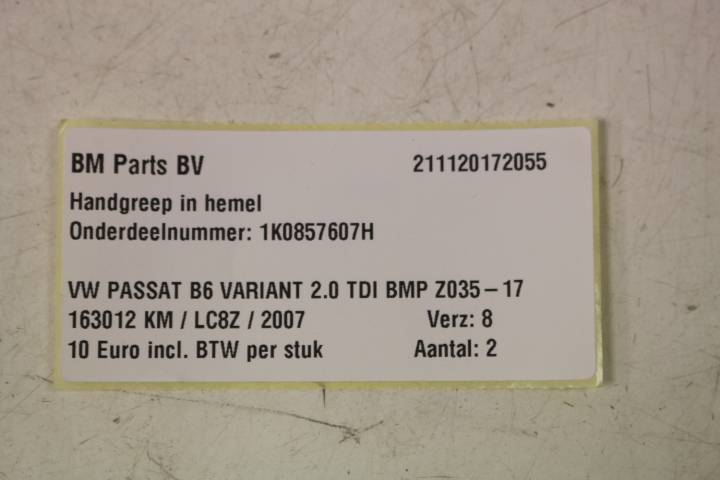 BM Parts BV 211120172055
Handgreep in hemel
Onderdeelnummer: 1K0857607H
VW PASSAT B6 VARIANT 2.0 TDI BMP Z035-17
163012 KM / LC8Z / 2007 Verz: 8
10 Euro incl. BTW per stuk Aantal: 2